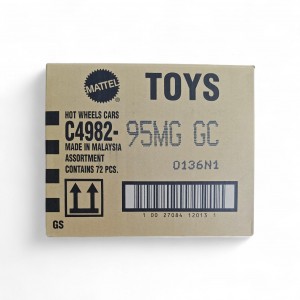 MATTEL
TOYS
HOT WHEELS CARS
C4982- 95MG GC
MADE IN MALAYSIA
ASSORTMENT
CONTAINS 72 PCS.
0136N1
1 00 27084 12013 1
GS